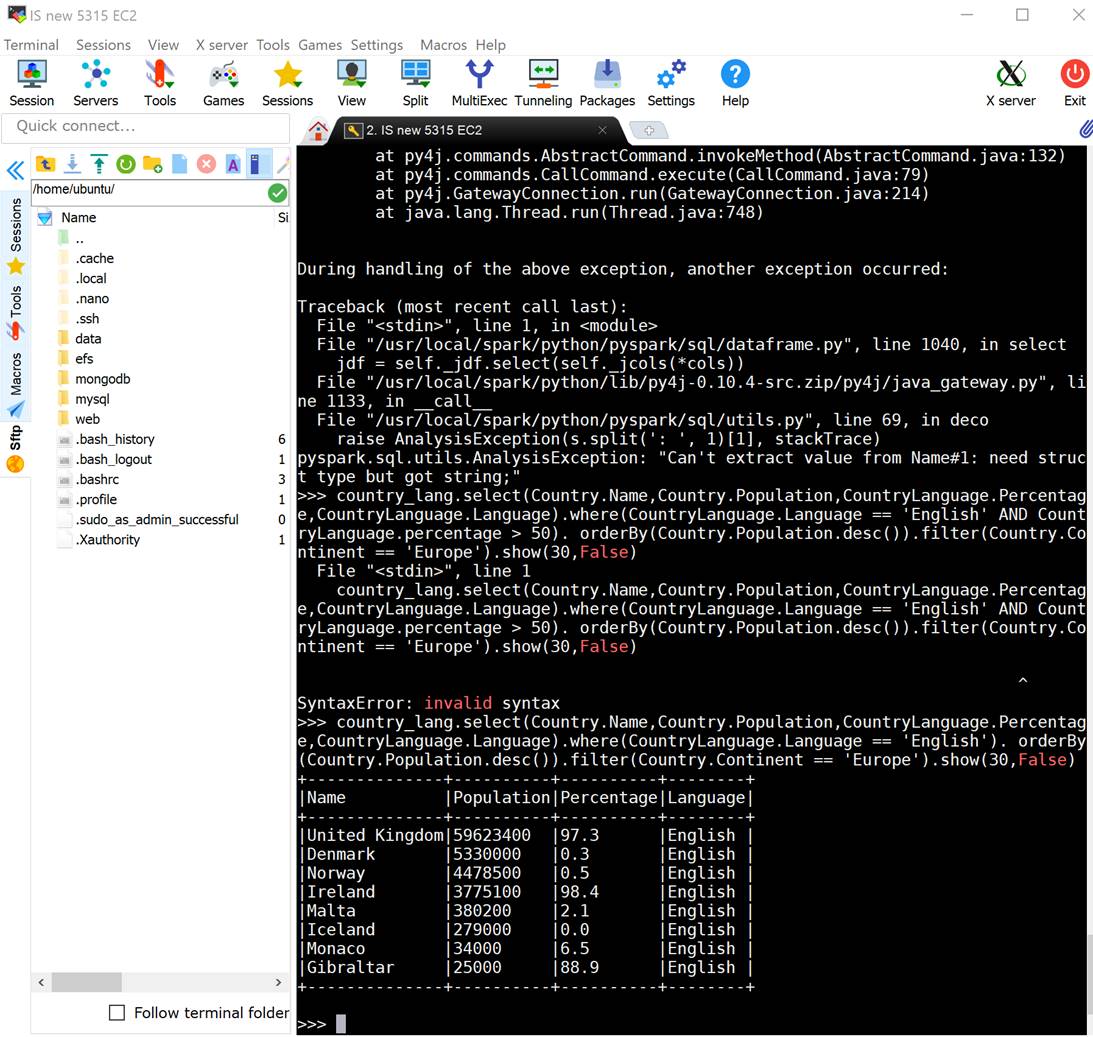 IS new 5315 EC2
Terminal Sessions View X server Tools Games Settings Macros Help
Session Servers Tools Games Sessions View Split MultiExec Tunneling Packages Settings Help X server Exit
Quick connect...
2. IS new 5315 EC2
/home/ubuntu/
Name Si
..
.cache
.local
.nano
.ssh
data
efs
mongodb
mysql
web
.bash_history 6
.bash_logout 1
.bashrc 3
.profile 1
.sudo_as_admin_successful 0
.Xauthority 1
Follow terminal folder
Sessions
Tools
Macros
Sftp
at py4j.commands.AbstractCommand.invokeMethod(AbstractCommand.java:132)
at py4j.commands.CallCommand.execute(CallCommand.java:79)
at py4j.GatewayConnection.run(GatewayConnection.java:214)
at java.lang.Thread.run(Thread.java:748)
During handling of the above exception, another exception occurred:
Traceback (most recent call last):
File "<stdin>", line 1, in <module>
File "/usr/local/spark/python/pyspark/sql/dataframe.py", line 1040, in select
jdf = self._jdf.select(self._jcols(*cols))
File "/usr/local/spark/python/lib/py4j-0.10.4-src.zip/py4j/java_gateway.py", li
ne 1133, in __call__
File "/usr/local/spark/python/pyspark/sql/utils.py", line 69, in deco
raise AnalysisException(s.split(': ', 1)[1], stackTrace)
pyspark.sql.utils.AnalysisException: "Can't extract value from Name#1: need struc
t type but got string;"
>>> country_lang.select(Country.Name,Country.Population,CountryLanguage.Percentag
e,CountryLanguage.Language).where(CountryLanguage.Language == 'English' AND Count
ryLanguage.percentage > 50). orderBy(Country.Population.desc()).filter(Country.Co
ntinent == 'Europe').show(30,False)
File "<stdin>", line 1
country_lang.select(Country.Name,Country.Population,CountryLanguage.Percentag
e,CountryLanguage.Language).where(CountryLanguage.Language == 'English' AND Count
ryLanguage.percentage > 50). orderBy(Country.Population.desc()).filter(Country.Co
ntinent == 'Europe').show(30,False)
^
SyntaxError: invalid syntax
>>> country_lang.select(Country.Name,Country.Population,CountryLanguage.Percentag
e,CountryLanguage.Language).where(CountryLanguage.Language == 'English'). orderBy
(Country.Population.desc()).filter(Country.Continent == 'Europe').show(30,False)
+--------------+----------+----------+--------+
|Name          |Population|Percentage|Language|
+--------------+----------+----------+--------+
|United Kingdom|59623400  |97.3      |English |
|Denmark       |5330000   |0.3       |English |
|Norway        |4478500   |0.5       |English |
|Ireland       |3775100   |98.4      |English |
|Malta         |380200    |2.1       |English |
|Iceland       |279000    |0.0       |English |
|Monaco        |34000     |6.5       |English |
|Gibraltar     |25000     |88.9      |English |
+--------------+----------+----------+--------+
>>>